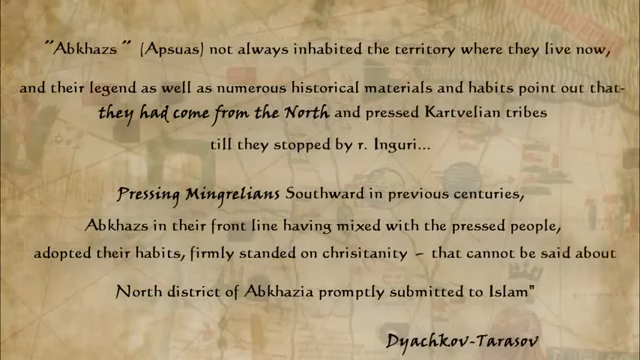 "Abkhazs" (Apsuas) not always inhabited the territory where they live now,
and their legend as well as numerous historical materials and habits point out that-
they had come from the North and pressed Kartvelian tribes
till they stopped by r. Inguri...
Pressing Mingrelians Southward in previous centuries,
Abkhazs in their front line having mixed with the pressed people,
adopted their habits, firmly standed on chrisitanity – that cannot be said about
North district of Abkhazia promptly submitted to Islam"
Dyachkov-Tarasov